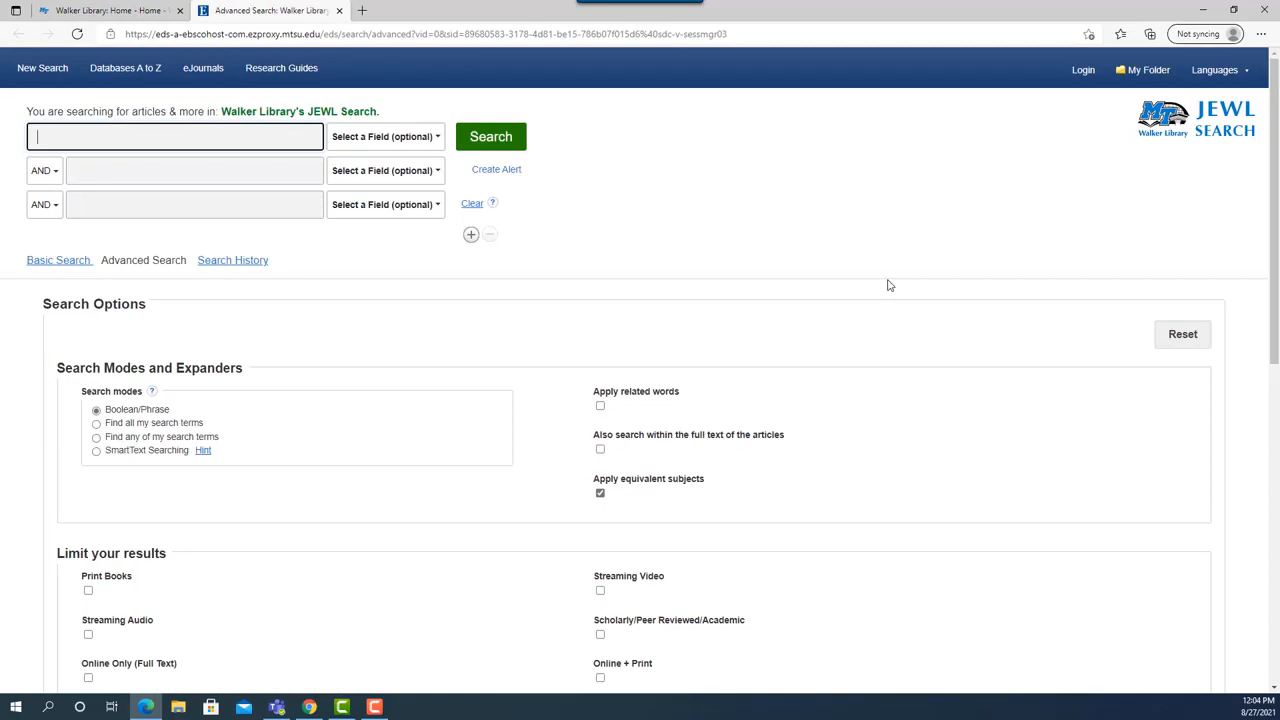 Walker Library: Home - Home - W
Advanced Search: Walker Library
https://eds-a-ebscohost-com.ezproxy.mtsu.edu/eds/search/advanced?vid=0&sid=89680583-3178-4d81-be15-786b07f015d6%40sdc-v-sessmgr03
Not syncing
New Search Databases A to Z eJournals Research Guides Login My Folder Languages
You are searching for articles & more in: Walker Library's JEWL Search.
Select a Field (optional) Search
AND Select a Field (optional) Create Alert
AND Select a Field (optional) Clear ?
MT Walker Library JEWL SEARCH
Basic Search Advanced Search Search History
Search Options
Reset
Search Modes and Expanders
Search modes ?
Boolean/Phrase
Find all my search terms
Find any of my search terms
SmartText Searching Hint
Apply related words
Also search within the full text of the articles
Apply equivalent subjects
Limit your results
Print Books
Streaming Video
Streaming Audio
Scholarly/Peer Reviewed/Academic
Online Only (Full Text)
Online + Print
12:04 PM
8/27/2021